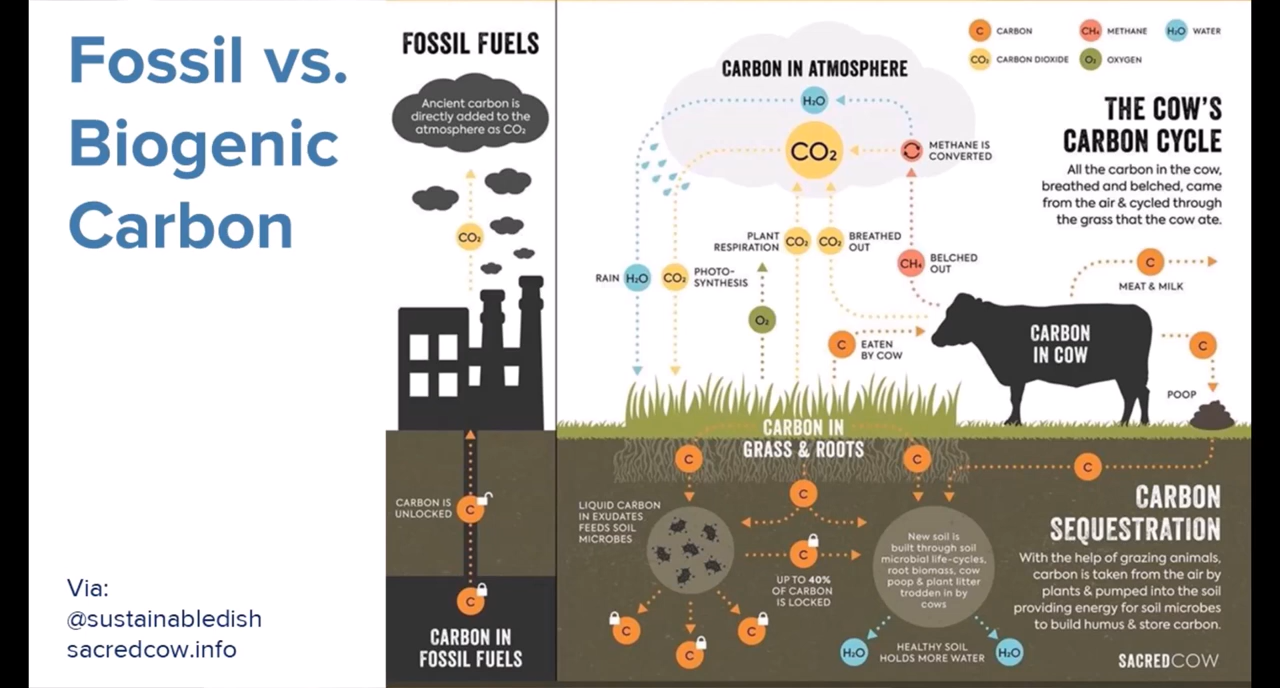 Fossil vs.
Biogenic
Carbon
Via:
@sustainabledish
sacredcow.info
FOSSIL FUELS
Ancient carbon is
directly added to the
atmosphere as CO₂
CO₂
CARBON IS
UNLOCKED
C
C
CARBON IN
FOSSIL FUELS
C CARBON
CH₄ METHANE
H₂O WATER
CO₂ CARBON DIOXIDE
O₂ OXYGEN
CARBON IN ATMOSPHERE
H₂O
CO₂
METHANE IS
CONVERTED
THE COW'S
CARBON CYCLE
All the carbon in the cow,
breathed and belched, came
from the air & cycled through
the grass that the cow ate.
RAIN H₂O
CO₂ PHOTO-
SYNTHESIS
PLANT
RESPIRATION CO₂
CO₂ BREATHED
OUT
CH₄ BELCHED
OUT
O₂
C EATEN
BY COW
C
MEAT & MILK
CARBON
IN COW
C
POOP
CARBON IN
GRASS & ROOTS
C
C
C
C
LIQUID CARBON
IN EXUDATES
FEEDS SOIL
MICROBES
C
UP TO 40%
OF CARBON
IS LOCKED
New soil is
built through soil
microbial life-cycles,
root biomass, cow
poop & plant litter
trodden in by
cows
C
C
C
H₂O
HEALTHY SOIL
HOLDS MORE WATER
H₂O
CARBON
SEQUESTRATION
With the help of grazing animals,
carbon is taken from the air by
plants & pumped into the soil
providing energy for soil microbes
to build humus & store carbon.
SACREDCOW